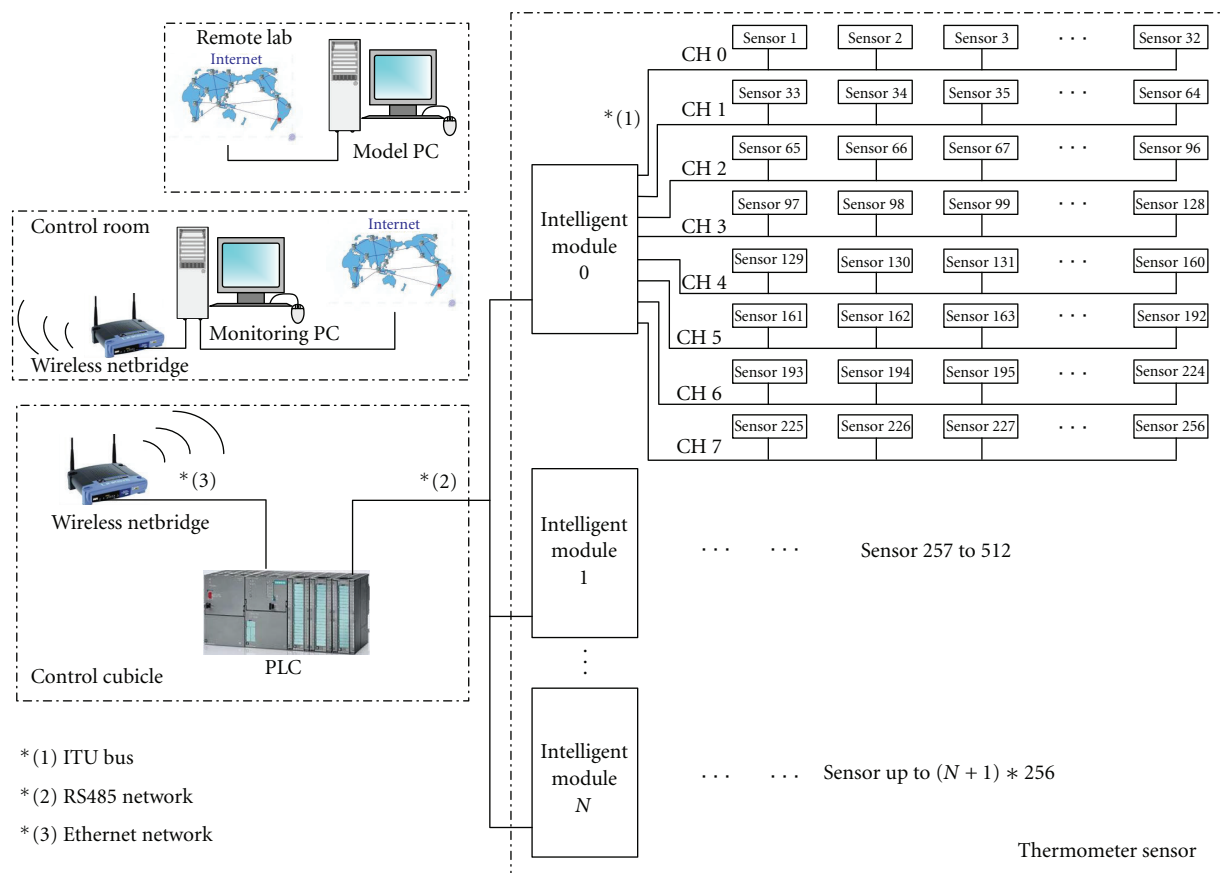 Remote lab
Internet
Model PC
Control room
Internet
Monitoring PC
Wireless netbridge
*(3)
Wireless netbridge
*(2)
PLC
Control cubicle
*(1) ITU bus
*(2) RS485 network
*(3) Ethernet network
*(1)
Intelligent
module
0
CH 0 Sensor 1 Sensor 2 Sensor 3 · · · Sensor 32
CH 1 Sensor 33 Sensor 34 Sensor 35 · · · Sensor 64
CH 2 Sensor 65 Sensor 66 Sensor 67 · · · Sensor 96
CH 3 Sensor 97 Sensor 98 Sensor 99 · · · Sensor 128
CH 4 Sensor 129 Sensor 130 Sensor 131 · · · Sensor 160
CH 5 Sensor 161 Sensor 162 Sensor 163 · · · Sensor 192
CH 6 Sensor 193 Sensor 194 Sensor 195 · · · Sensor 224
CH 7 Sensor 225 Sensor 226 Sensor 227 · · · Sensor 256
Intelligent
module
1
· · · · · · Sensor 257 to 512
Intelligent
module
N
· · · · · · Sensor up to (N + 1) ∗ 256
Thermometer sensor